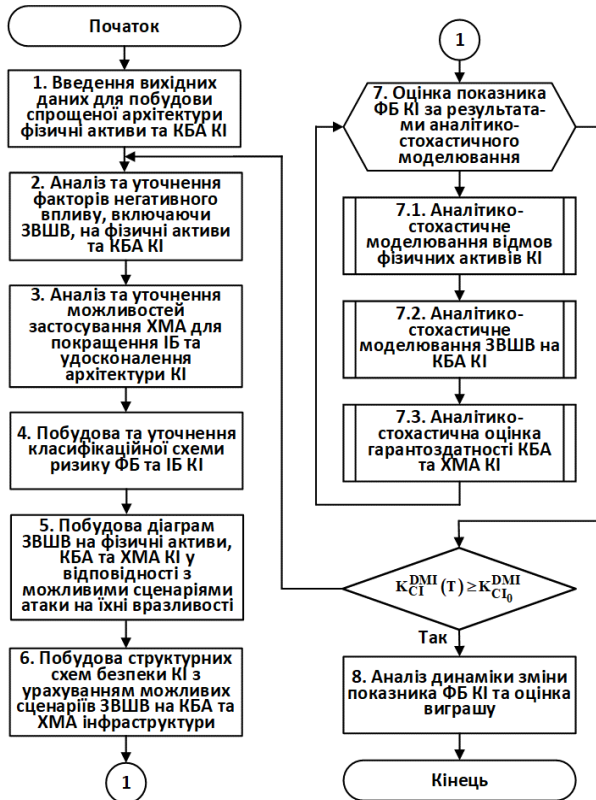 Початок
1. Введення вихідних
даних для побудови
спрощеної архітектури
фізичні активи та КБА КІ
2. Аналіз та уточнення
факторів негативного
впливу, включаючи
ЗВШВ, на фізичні активи
та КБА КІ
3. Аналіз та уточнення
можливостей
застосування ХМА для
покращення ІБ та
удосконалення
архітектури КІ
4. Побудова та уточнення
класифікаційної схеми
ризику ФБ та ІБ КІ
5. Побудова діаграм
ЗВШВ на фізичні активи,
КБА та ХМА КІ у
відповідності з
можливими сценаріями
атаки на їхні вразливості
6. Побудова структурних
схем безпеки КІ з
урахуванням можливих
сценаріїв ЗВШВ на КБА та
ХМА інфраструктури
1
1
7. Оцінка показника
ФБ КІ за результата-
ми аналітико-
стохастичного
моделювання
7.1. Аналітико-
стохастичне
моделювання відмов
фізичних активів КІ
7.2. Аналітико-
стохастичне
моделювання ЗВШВ на
КБА КІ
7.3. Аналітико-
стохастична оцінка
гарантоздатності КБА
та ХМА КІ
K_CI^DMI(T) ≥ K_CI₀^DMI
Так
8. Аналіз динаміки зміни
показника ФБ КІ та оцінка
виграшу
Кінець